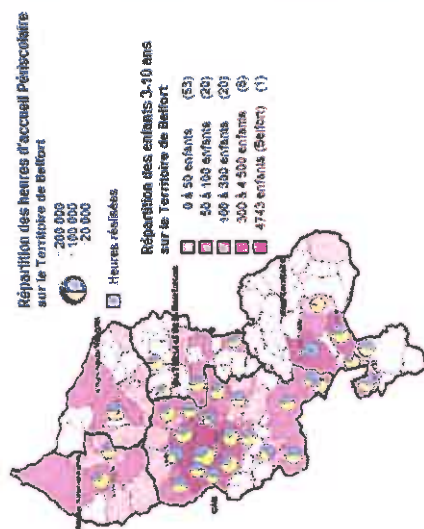 Répartition des heures d'accueil Périscolaire
sur le Territoire de Belfort
200 000
100 000
20 000
Heures réalisées
Répartition des enfants 3-10 ans
sur le Territoire de Belfort
0 à 50 enfants (53)
50 à 100 enfants (20)
100 à 300 enfants (20)
300 à 4 500 enfants (8)
4743 enfants (Belfort) (1)